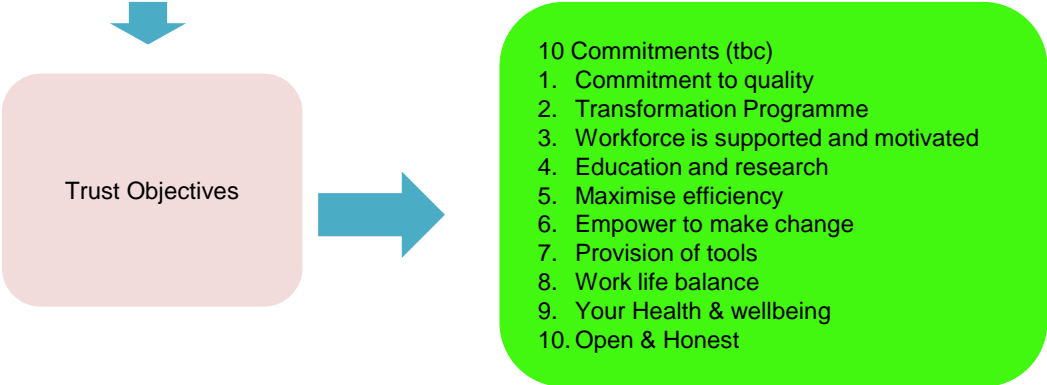 Trust Objectives
10 Commitments (tbc)
1. Commitment to quality
2. Transformation Programme
3. Workforce is supported and motivated
4. Education and research
5. Maximise efficiency
6. Empower to make change
7. Provision of tools
8. Work life balance
9. Your Health & wellbeing
10. Open & Honest